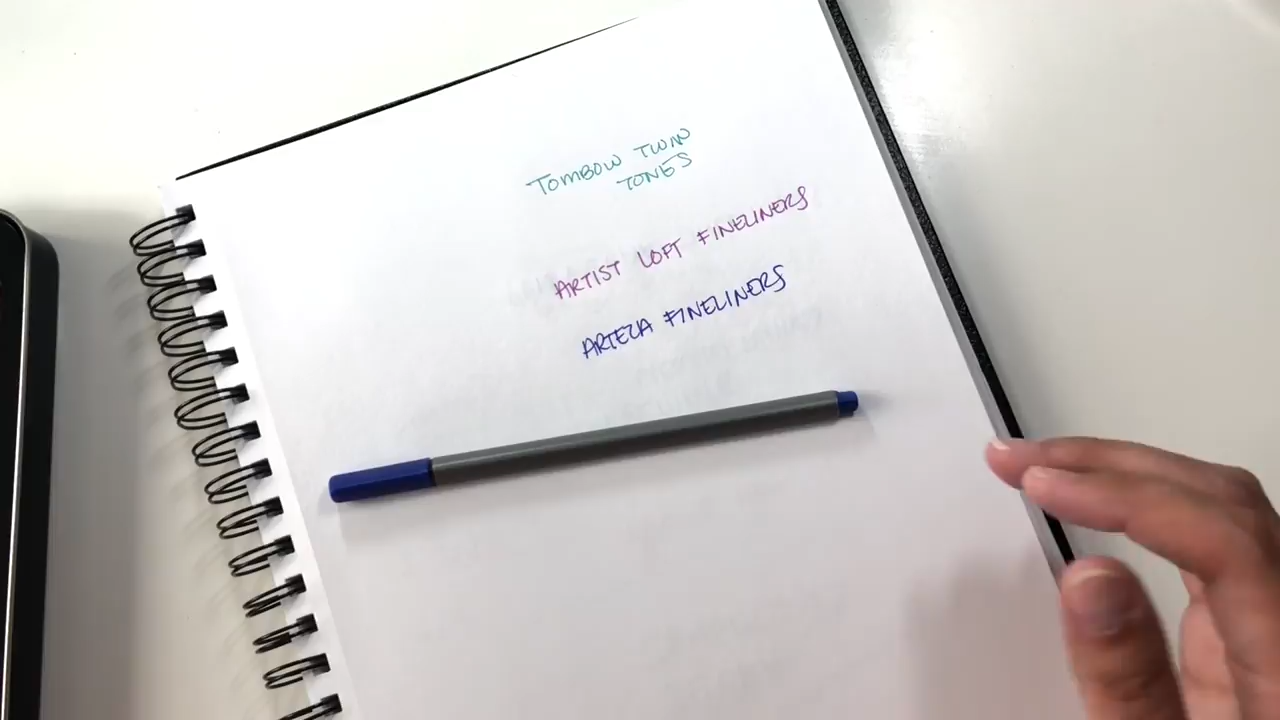 TOMBOW TWIN
TONES
ARTIST LOFT FINELINERS
ARTEZA FINELINERS